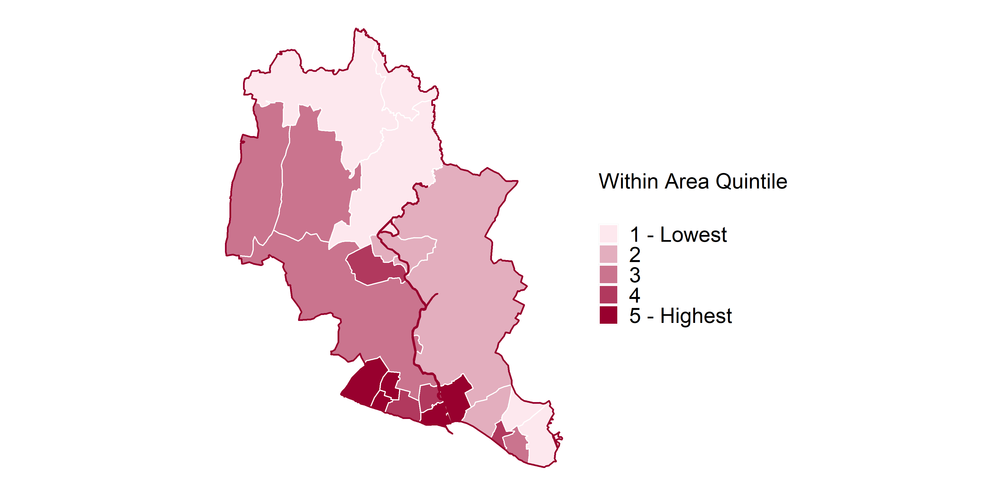 Within Area Quintile
1 - Lowest
2
3
4
5 - Highest